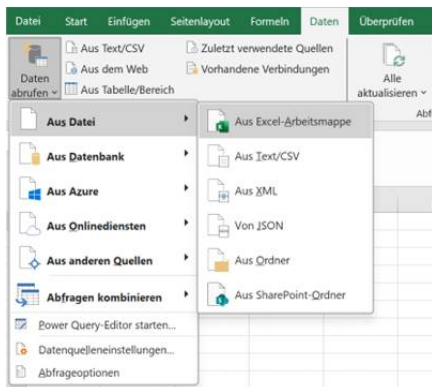 Datei Start Einfügen Seitenlayout Formeln Daten Überprüfen
Daten abrufen
Aus Text/CSV
Aus dem Web
Aus Tabelle/Bereich
Zuletzt verwendete Quellen
Vorhandene Verbindungen
Alle
aktualisieren
Abf
Aus Datei
Aus Datenbank
Aus Azure
Aus Onlinediensten
Aus anderen Quellen
Abfragen kombinieren
Power Query-Editor starten...
Datenquelleneinstellungen...
Abfrageoptionen
Aus Excel-Arbeitsmappe
Aus Text/CSV
Aus XML
Von JSON
Aus Ordner
Aus SharePoint-Ordner